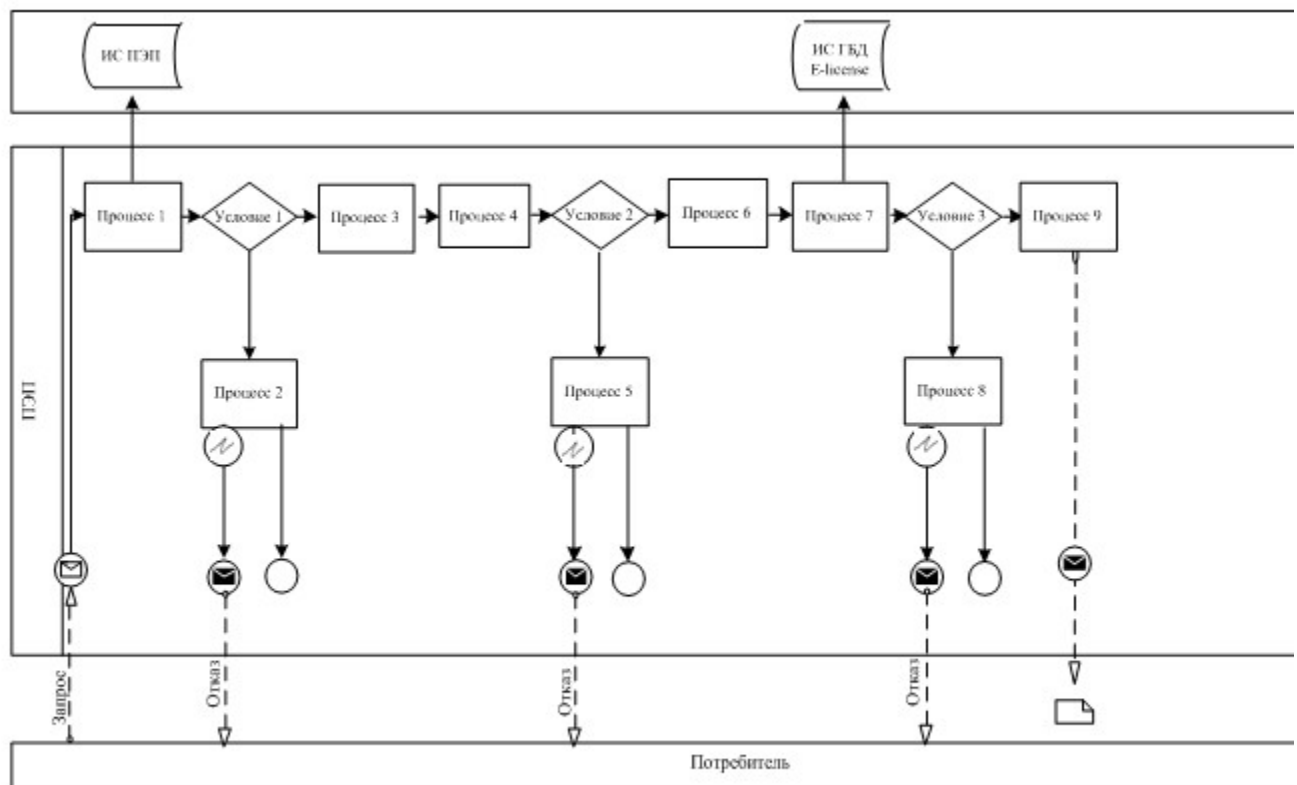 ИС ПЭП
ИС ГБД
E-license
Процесс 1
Условие 1
Процесс 3
Процесс 4
Условие 2
Процесс 6
Процесс 7
Условие 3
Процесс 9
Процесс 2
Процесс 5
Процесс 8
ПЭП
Запрос
Отказ
Отказ
Отказ
Потребитель